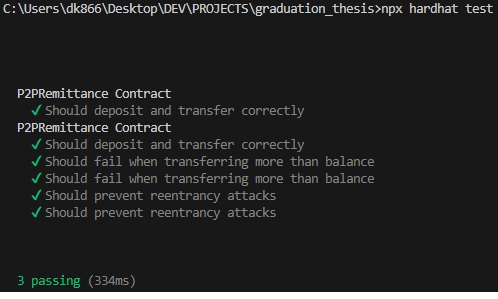 C:\Users\dk866\Desktop\DEV\PROJECTS\graduation_thesis>npx hardhat test
P2PRemittance Contract
✓ Should deposit and transfer correctly
P2PRemittance Contract
✓ Should deposit and transfer correctly
✓ Should fail when transferring more than balance
✓ Should fail when transferring more than balance
✓ Should prevent reentrancy attacks
✓ Should prevent reentrancy attacks
3 passing (334ms)